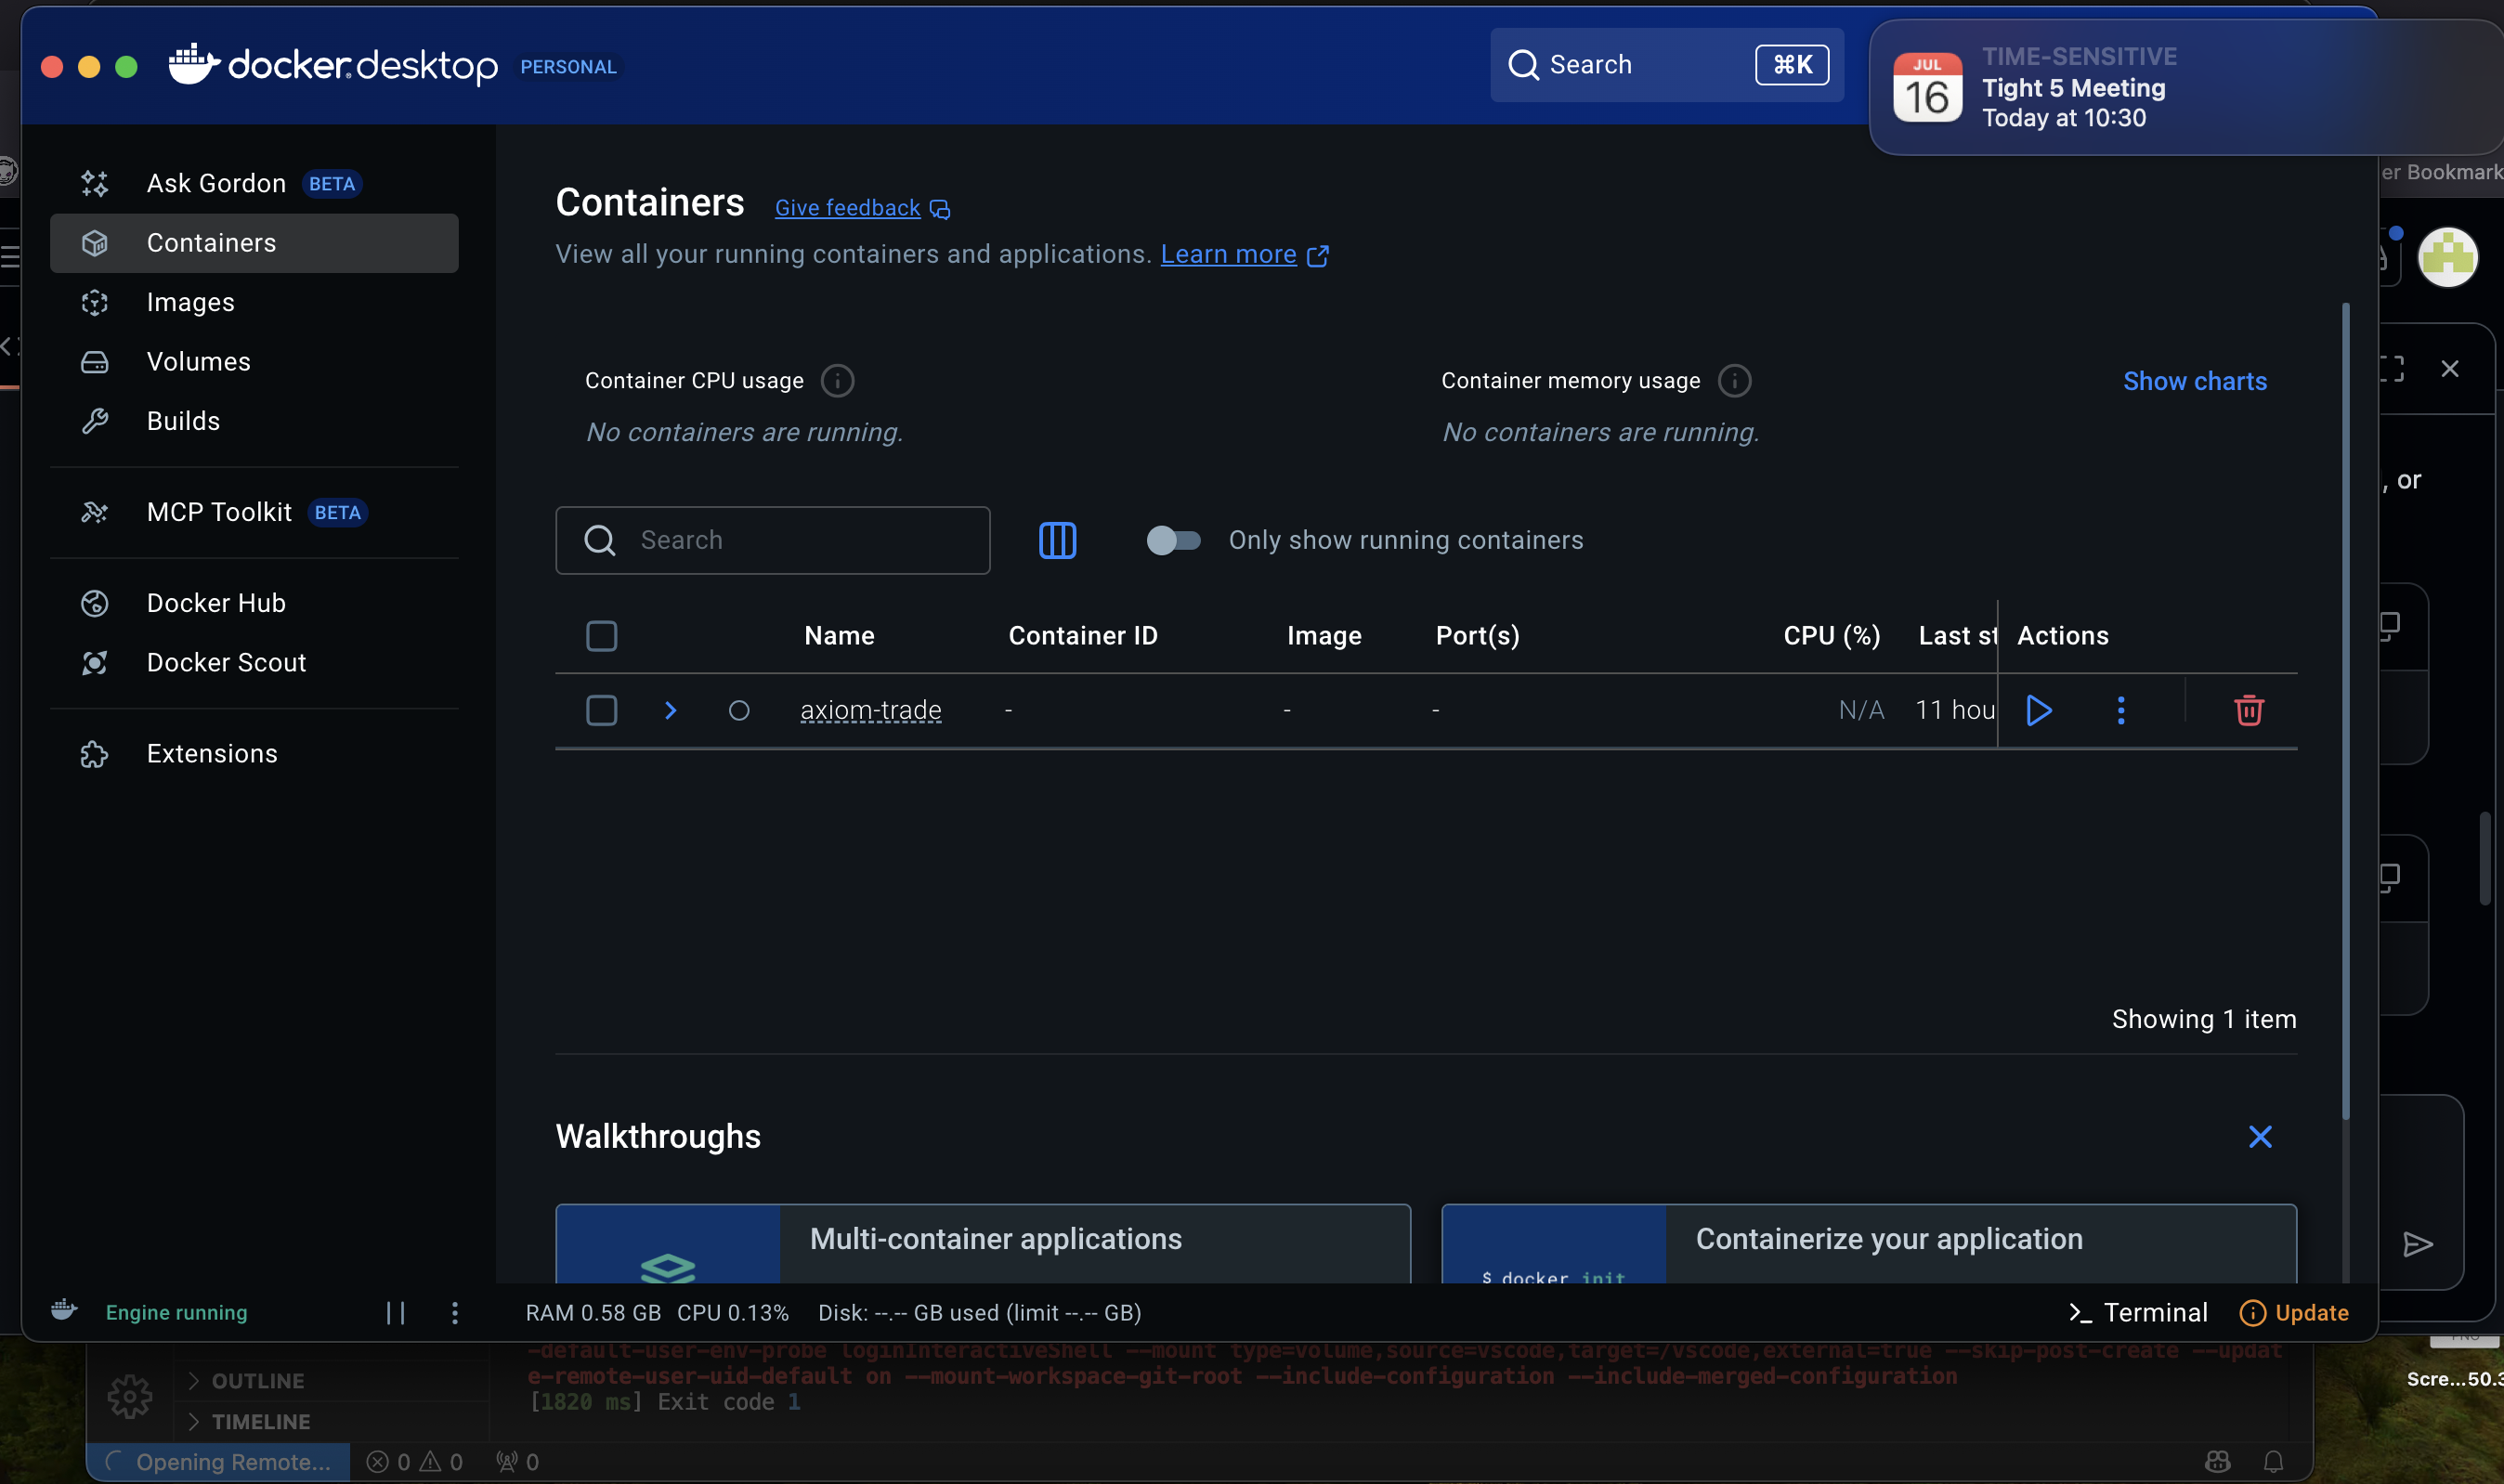 docker desktop PERSONAL
Search ⌘K
JUL
16
TIME-SENSITIVE
Tight 5 Meeting
Today at 10:30
er Bookmark
Ask Gordon BETA
Containers
Images
Volumes
Builds
MCP Toolkit BETA
Docker Hub
Docker Scout
Extensions
Containers Give feedback
View all your running containers and applications. Learn more
Container CPU usage
No containers are running.
Container memory usage
No containers are running.
Show charts
, or
Search
Only show running containers
Name Container ID Image Port(s) CPU (%) Last st Actions
axiom-trade - - - N/A 11 hou
Showing 1 item
Walkthroughs
Multi-container applications
Containerize your application
$ docker init
Engine running
RAM 0.58 GB CPU 0.13% Disk: --.-- GB used (limit --.-- GB)
Terminal
Update
-default-user-env-probe loginInteractiveShell --mount type=volume,source=vscode,target=/vscode,external=true --skip-post-create --updat
e-remote-user-uid-default on --mount-workspace-git-root --include-configuration --include-merged-configuration
[1820 ms] Exit code 1
OUTLINE
TIMELINE
Opening Remote...
0 0 0
Scre...50.3